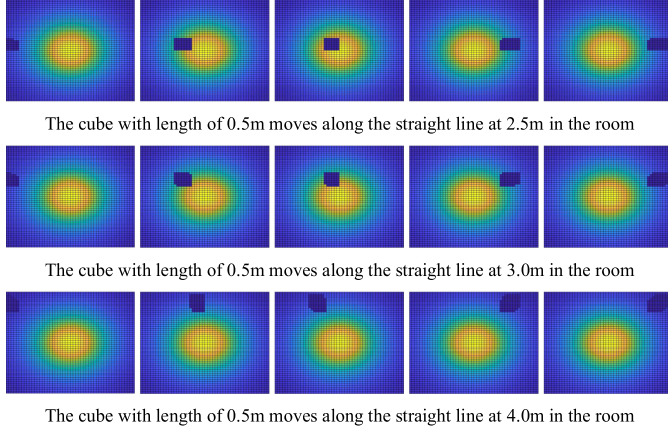 The cube with length of 0.5m moves along the straight line at 2.5m in the room
The cube with length of 0.5m moves along the straight line at 3.0m in the room
The cube with length of 0.5m moves along the straight line at 4.0m in the room